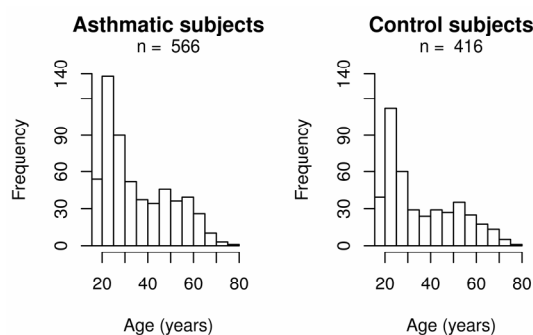 Asthmatic subjects
n = 566
Frequency
140
90
60
30
0
20
40
60
80
Age (years)
Control subjects
n = 416
Frequency
140
90
60
30
0
20
40
60
80
Age (years)